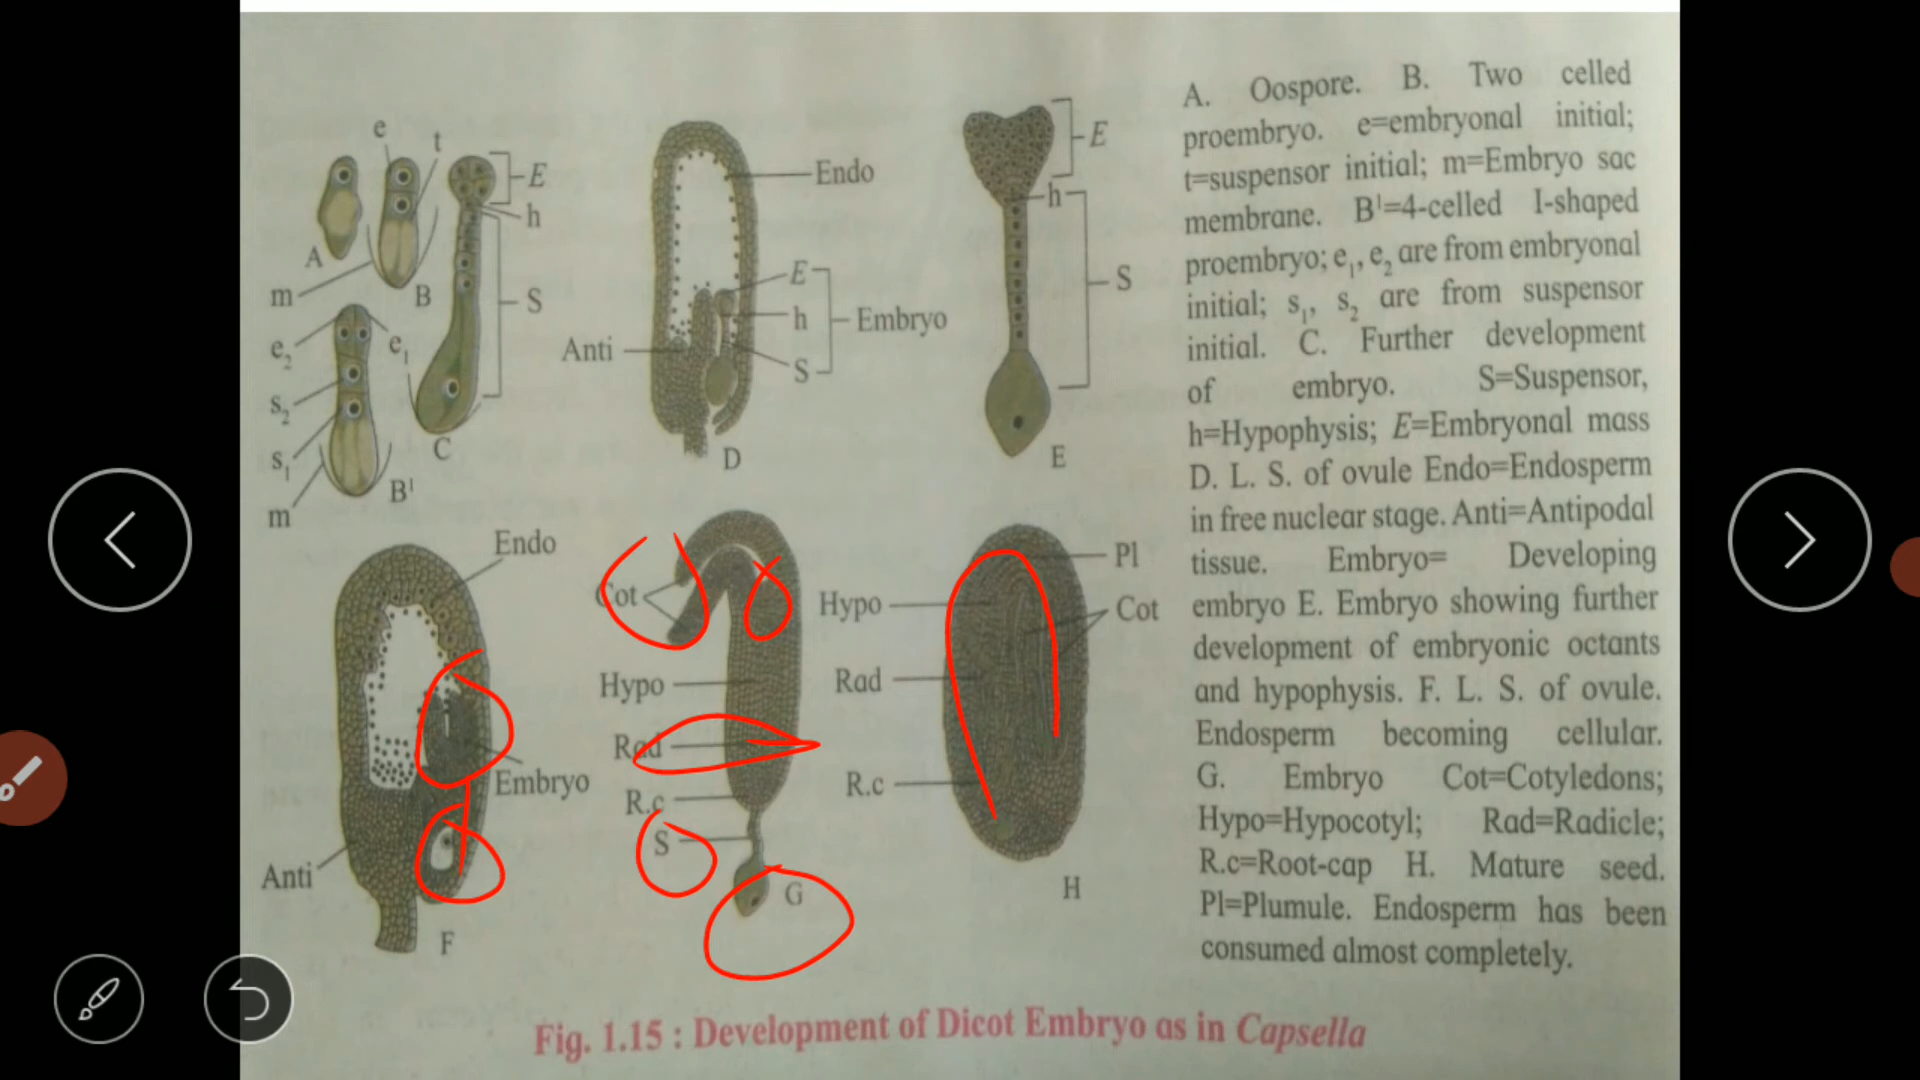 e
t
E
h
A
m
B
S
e2
e1
s2
s1
C
m
B¹
Endo
E
h
Embryo
Anti
S
D
E
h
S
E
Endo
Embryo
Anti
F
Cot
Hypo
Rad
R.c
S
G
Pl
Hypo
Cot
Rad
R.c
H
A. Oospore. B. Two celled
proembryo. e=embryonal initial;
t=suspensor initial; m=Embryo sac
membrane. B¹=4-celled I-shaped
proembryo; e₁, e₂ are from embryonal
initial; s₁, s₂ are from suspensor
initial. C. Further development
of embryo. S=Suspensor,
h=Hypophysis; E=Embryonal mass
D. L. S. of ovule Endo=Endosperm
in free nuclear stage. Anti=Antipodal
tissue. Embryo= Developing
embryo E. Embryo showing further
development of embryonic octants
and hypophysis. F. L. S. of ovule.
Endosperm becoming cellular.
G. Embryo Cot=Cotyledons;
Hypo=Hypocotyl; Rad=Radicle;
R.c=Root-cap H. Mature seed.
Pl=Plumule. Endosperm has been
consumed almost completely.
Fig. 1.15 : Development of Dicot Embryo as in Capsella